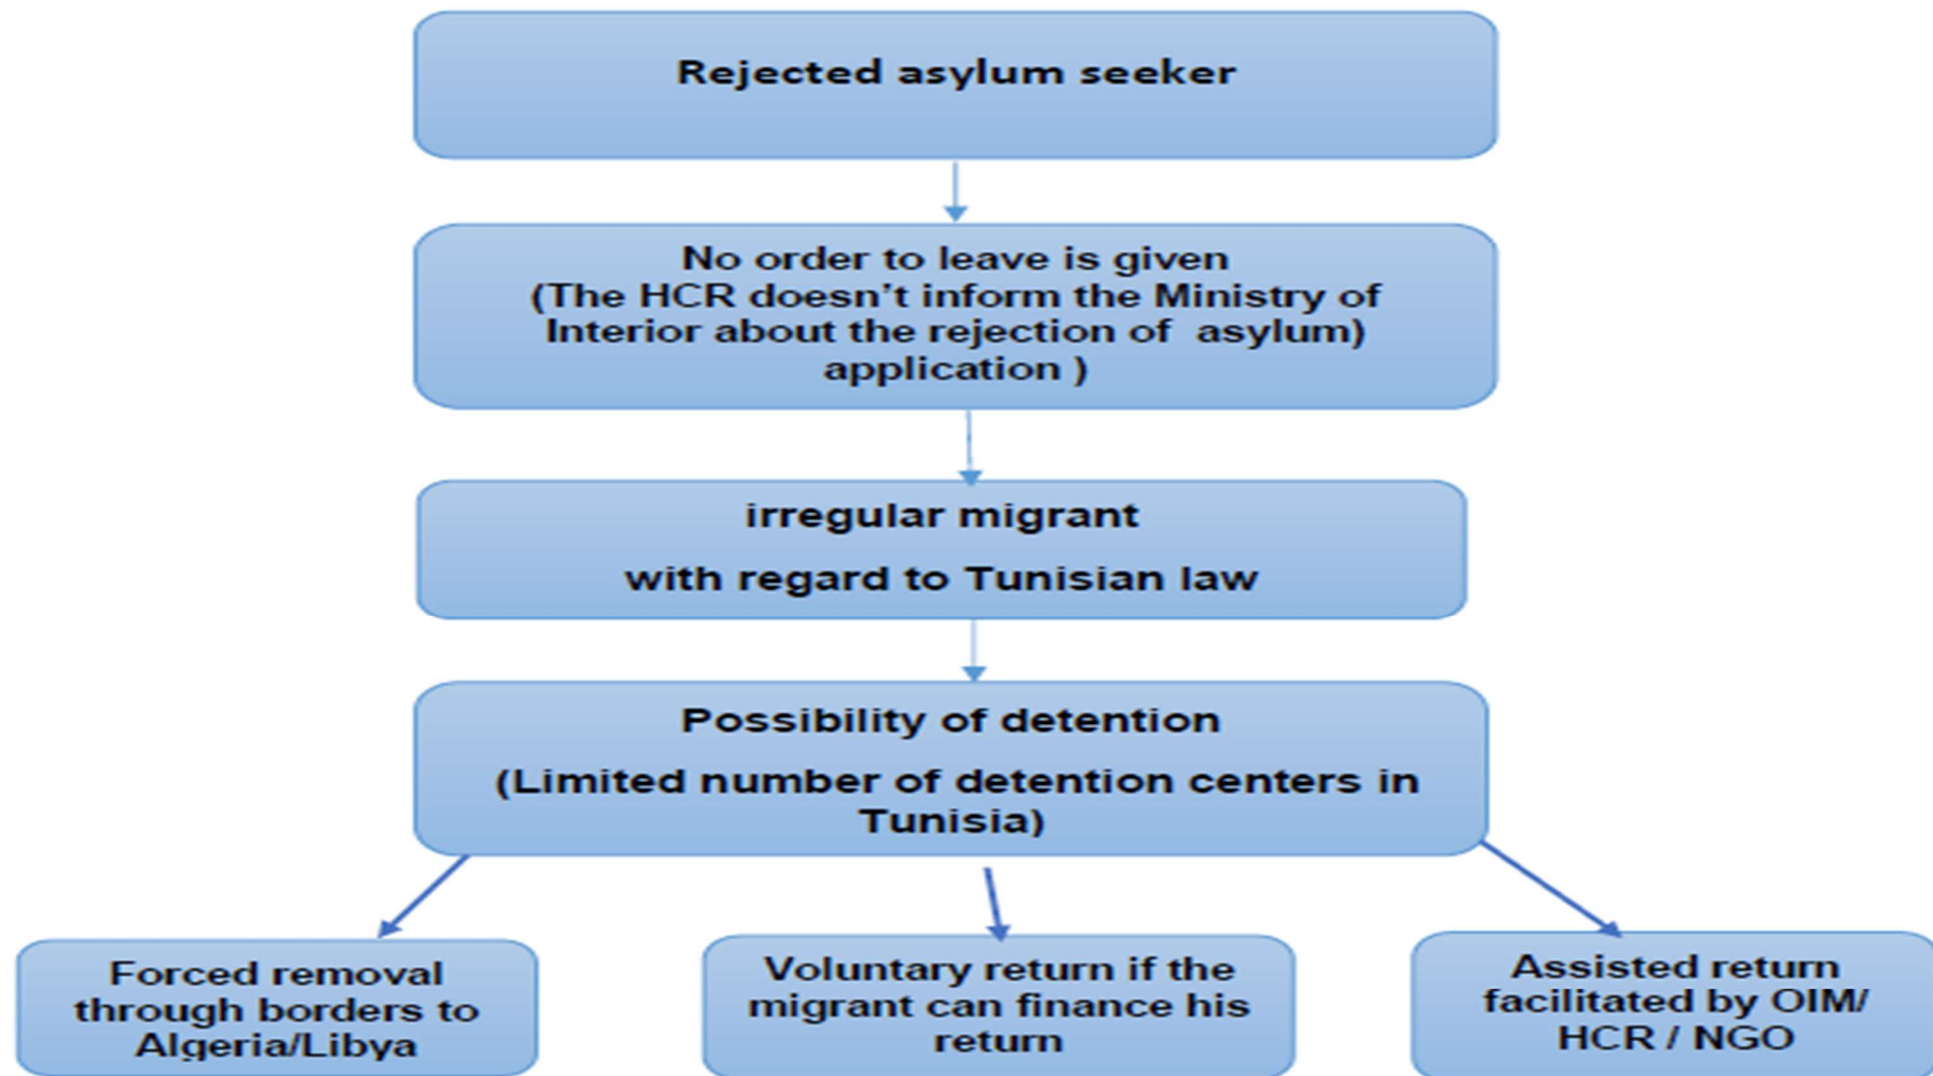 Rejected asylum seeker
No order to leave is given
(The HCR doesn't inform the Ministry of
Interior about the rejection of  asylum)
application )
irregular migrant
with regard to Tunisian law
Possibility of detention
(Limited number of detention centers in
Tunisia)
Forced removal
through borders to
Algeria/Libya
Voluntary return if the
migrant can finance his
return
Assisted return
facilitated by OIM/
HCR / NGO